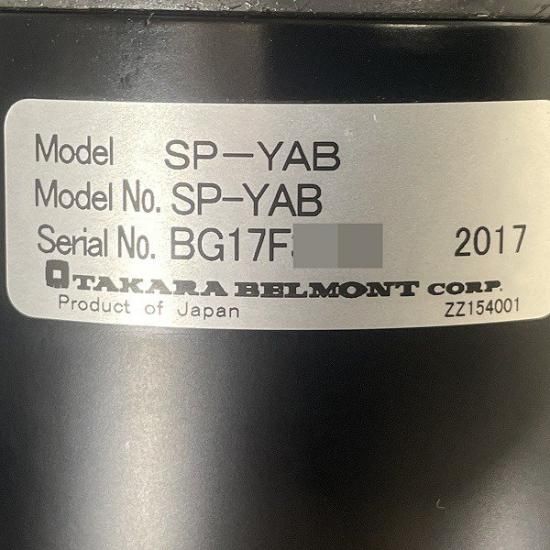 Model SP-YAB
Model No. SP-YAB
Serial No. BG17F 2017
TAKARA BELMONT CORP.
Product of Japan ZZ154001